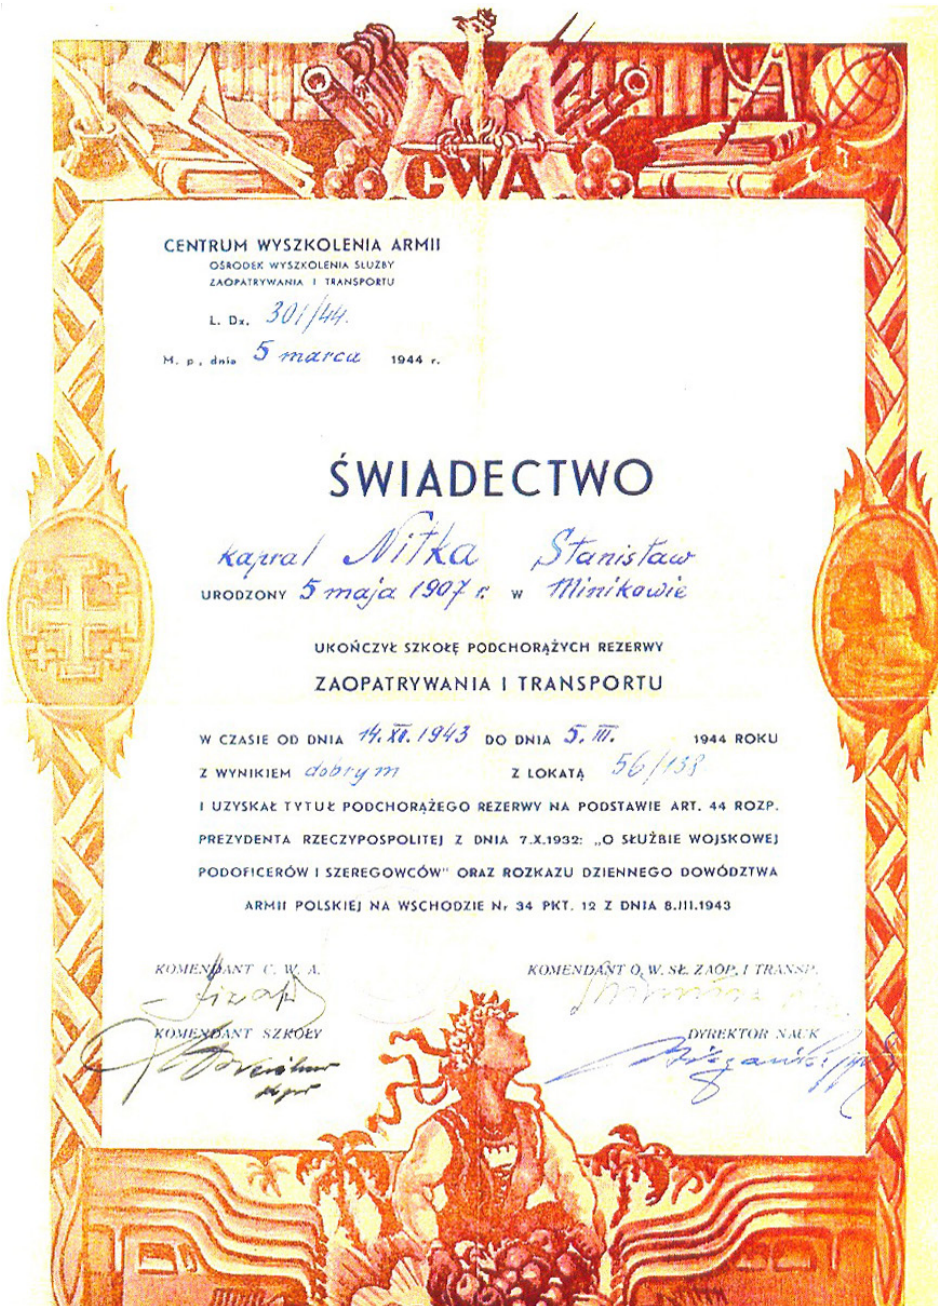 CWA
CENTRUM WYSZKOLENIA ARMII
OŚRODEK WYSZKOLENIA SŁUZBY
ZAOPATRYWANIA I TRANSPORTU
L. Dz. 301/44.
M. p., dnia 5 marca 1944 r.
ŚWIADECTWO
kapral Nitka Stanisław
URODZONY 5 maja 1907 r. W Minikowie
UKOŃCZYŁ SZKOŁĘ PODCHORĄŻYCH REZERWY
ZAOPATRYWANIA I TRANSPORTU
W CZASIE OD DNIA 14. XI. 1943 DO DNIA 5. III. 1944 ROKU
Z WYNIKIEM dobrym Z LOKATĄ 56/138
I UZYSKAŁ TYTUŁ PODCHORĄŻEGO REZERWY NA PODSTAWIE ART. 44 ROZP.
PREZYDENTA RZECZYPOSPOLITEJ Z DNIA 7.X.1932: „O SŁUŻBIE WOJSKOWEJ
PODOFICERÓW I SZEREGOWCÓW" ORAZ ROZKAZU DZIENNEGO DOWÓDZTWA
ARMII POLSKIEJ NA WSCHODZIE Nr 34 PKT. 12 Z DNIA 8.III.1943
KOMENDANT C. W. A. KOMENDANT O. W. SŁ. ZAOP. I TRANSP.
KOMENDANT SZKOŁY DYREKTOR NAUK